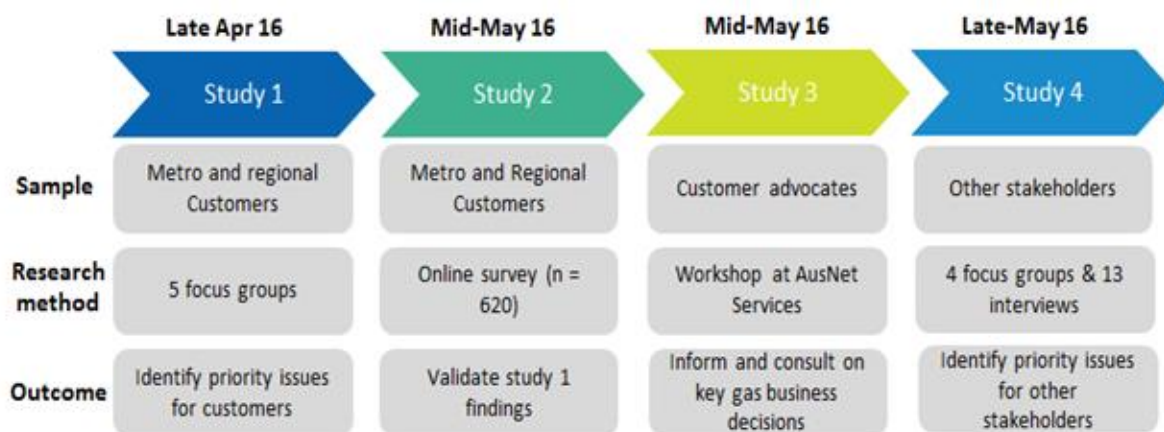 Late Apr 16
Mid-May 16
Mid-May 16
Late-May 16
Study 1
Study 2
Study 3
Study 4
Sample
Metro and regional
Customers
Metro and Regional
Customers
Customer advocates
Other stakeholders
Research
method
5 focus groups
Online survey (n =
620)
Workshop at AusNet
Services
4 focus groups & 13
interviews
Outcome
Identify priority issues
for customers
Validate study 1
findings
Inform and consult on
key gas business
decisions
Identify priority issues
for other
stakeholders